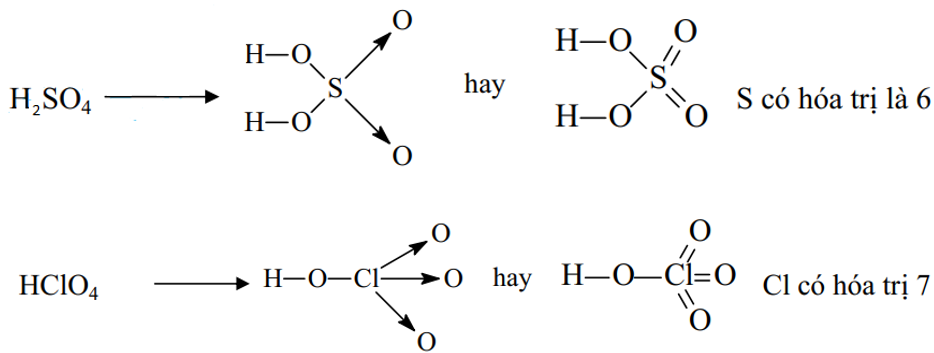 H₂SO₄ ⟶ H–O H–O S O O hay H–O H–O S O O S có hóa trị là 6
HClO₄ ⟶ H–O–Cl O O O hay H–O–Cl=O O O Cl có hóa trị 7